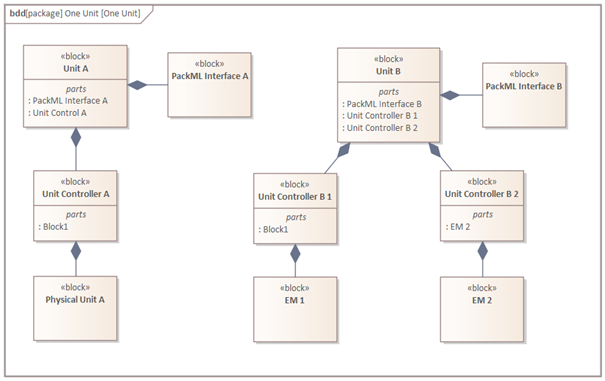 bdd[package] One Unit [One Unit]
«block»
Unit A
parts
: PackML Interface A
: Unit Control A
«block»
PackML Interface A
«block»
Unit B
parts
: PackML Interface B
: Unit Controller B 1
: Unit Controller B 2
«block»
PackML Interface B
«block»
Unit Controller A
parts
: Block1
«block»
Unit Controller B 1
parts
: Block1
«block»
Unit Controller B 2
parts
: EM 2
«block»
Physical Unit A
«block»
EM 1
«block»
EM 2